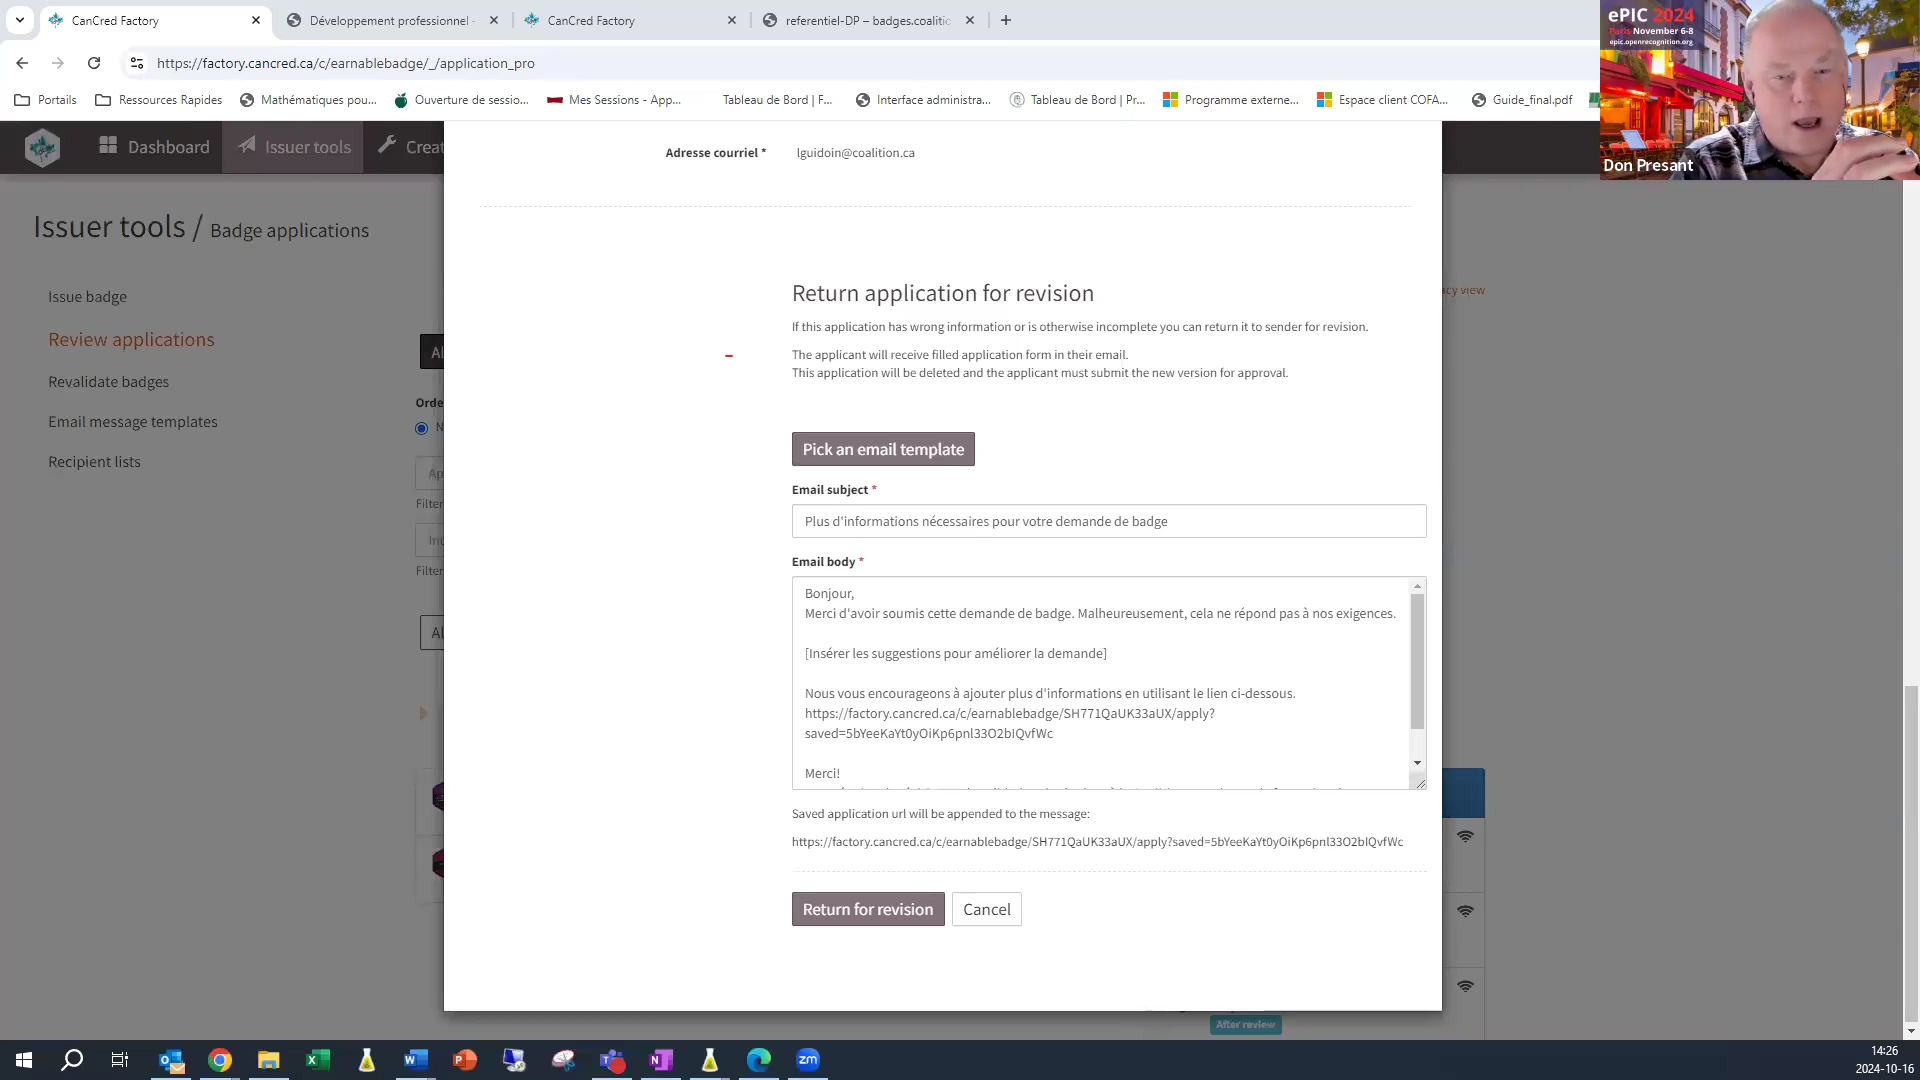 CanCred Factory
Développement professionnel -
CanCred Factory
referentiel-DP – badges.coalitio
https://factory.cancred.ca/c/earnablebadge/_/application_pro
Portails
Ressources Rapides
Mathématiques pou...
Ouverture de sessio...
Mes Sessions - App...
Tableau de Bord | F...
Interface administra...
Tableau de Bord | Pr...
Programme externe...
Espace client COFA...
Guide_final.pdf
ePIC 2024
Paris November 6-8
epic.openrecognition.org
Don Presant
Dashboard
Issuer tools
Creat
Issuer tools / Badge applications
Issue badge
Review applications
Revalidate badges
Email message templates
Recipient lists
Al
Orde
N
Ap
Filter
Filter
Al
acy view
Adresse courriel * lguidoin@coalition.ca
Return application for revision
If this application has wrong information or is otherwise incomplete you can return it to sender for revision.
The applicant will receive filled application form in their email.
This application will be deleted and the applicant must submit the new version for approval.
Pick an email template
Email subject *
Plus d'informations nécessaires pour votre demande de badge
Email body *
Bonjour,
Merci d'avoir soumis cette demande de badge. Malheureusement, cela ne répond pas à nos exigences.
[Insérer les suggestions pour améliorer la demande]
Nous vous encourageons à ajouter plus d'informations en utilisant le lien ci-dessous.
https://factory.cancred.ca/c/earnablebadge/SH771QaUK33aUX/apply?
saved=5bYeeKaYt0yOiKp6pnl33O2bIQvfWc
Merci!
Saved application url will be appended to the message:
https://factory.cancred.ca/c/earnablebadge/SH771QaUK33aUX/apply?saved=5bYeeKaYt0yOiKp6pnl33O2bIQvfWc
Return for revision
Cancel
After review
14:26
2024-10-16